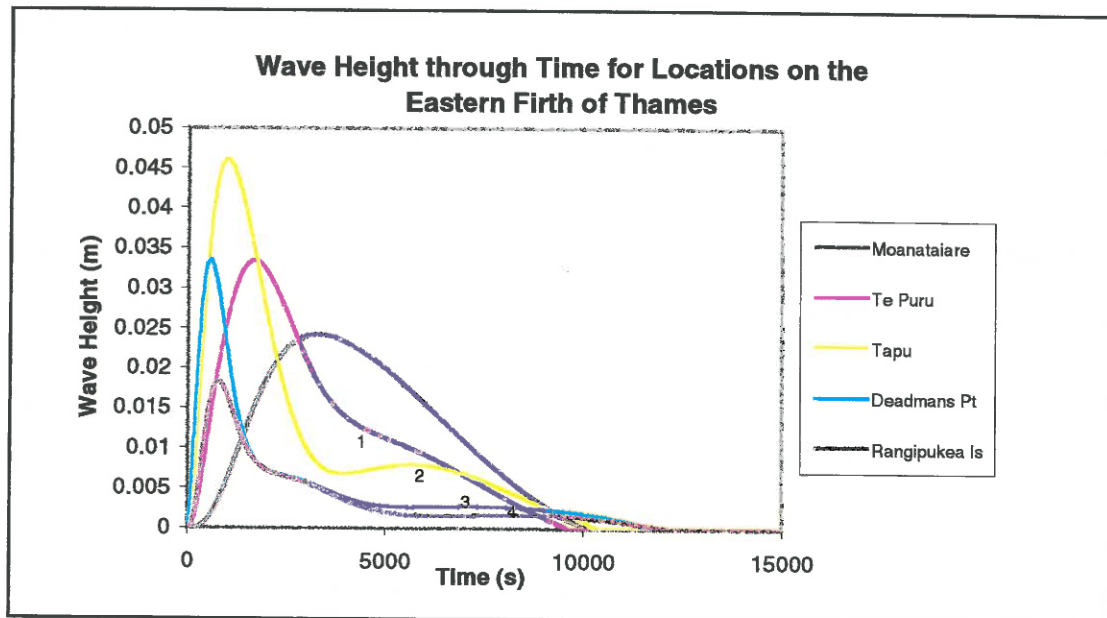 Wave Height through Time for Locations on the
Eastern Firth of Thames
0.05
0.045
0.04
0.035
0.03
0.025
0.02
0.015
0.01
0.005
0
Wave Height (m)
1
2
3
4
0 5000 10000 15000
Time (s)
Moanataiare
Te Puru
Tapu
Deadmans Pt
Rangipukea Is